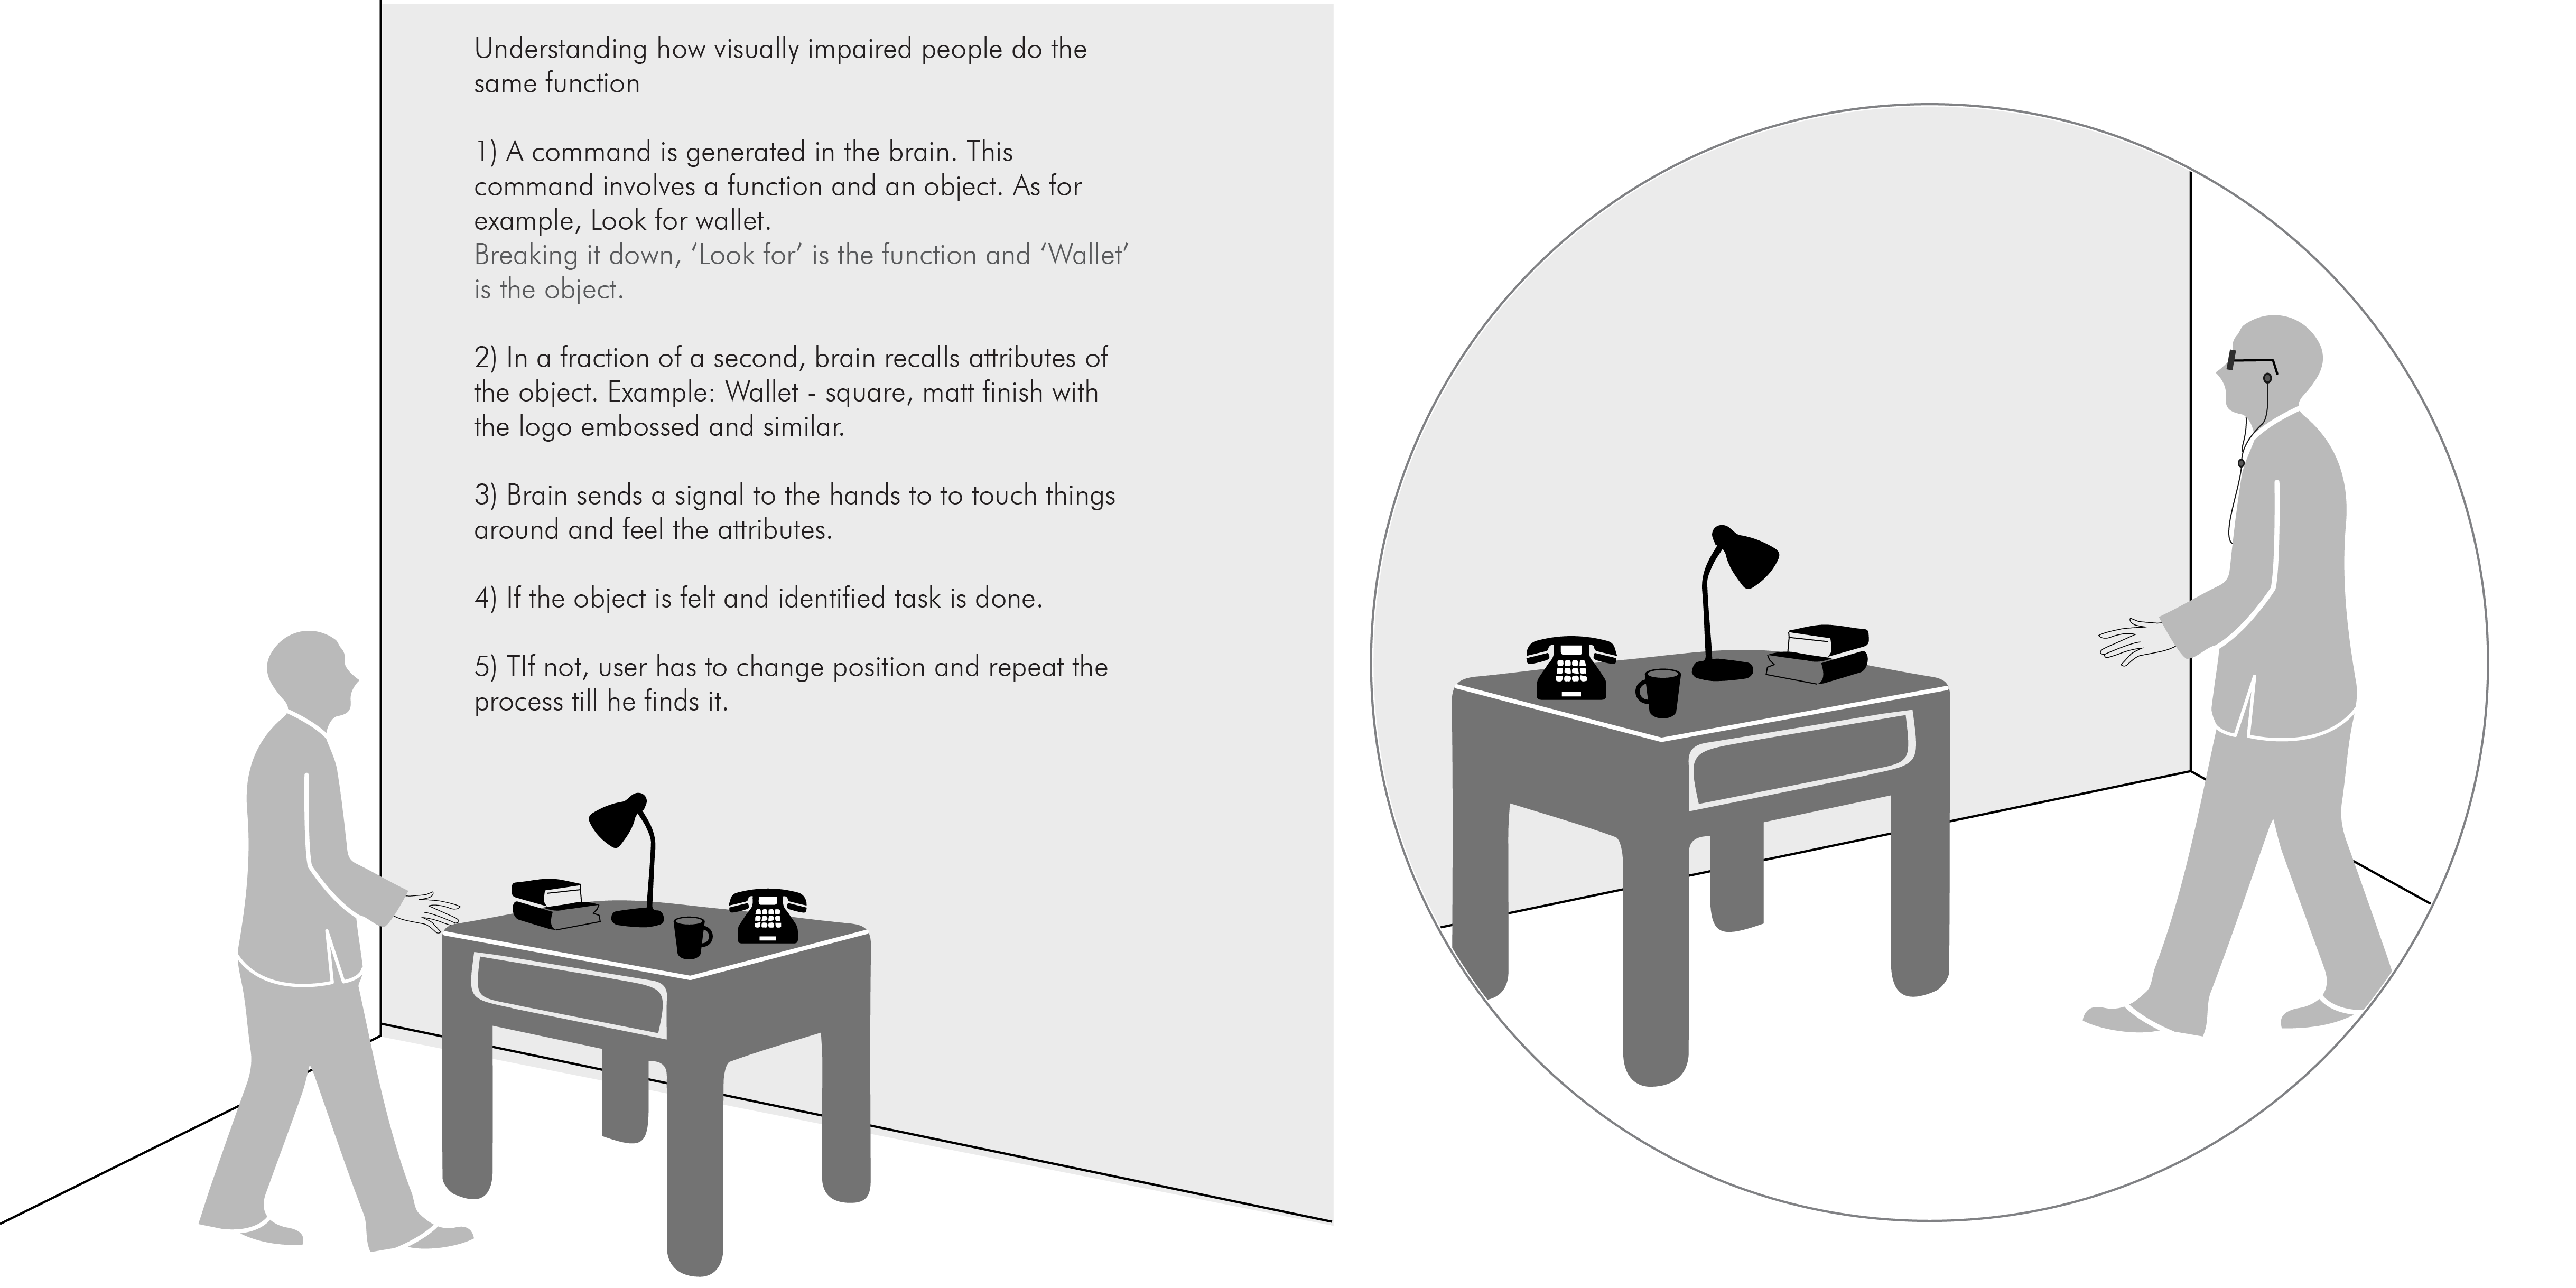 Understanding how visually impaired people do the
same function
1) A command is generated in the brain. This
command involves a function and an object. As for
example, Look for wallet.
Breaking it down, ‘Look for’ is the function and ‘Wallet’
is the object.
2) In a fraction of a second, brain recalls attributes of
the object. Example: Wallet - square, matt finish with
the logo embossed and similar.
3) Brain sends a signal to the hands to to touch things
around and feel the attributes.
4) If the object is felt and identified task is done.
5) TIf not, user has to change position and repeat the
process till he finds it.